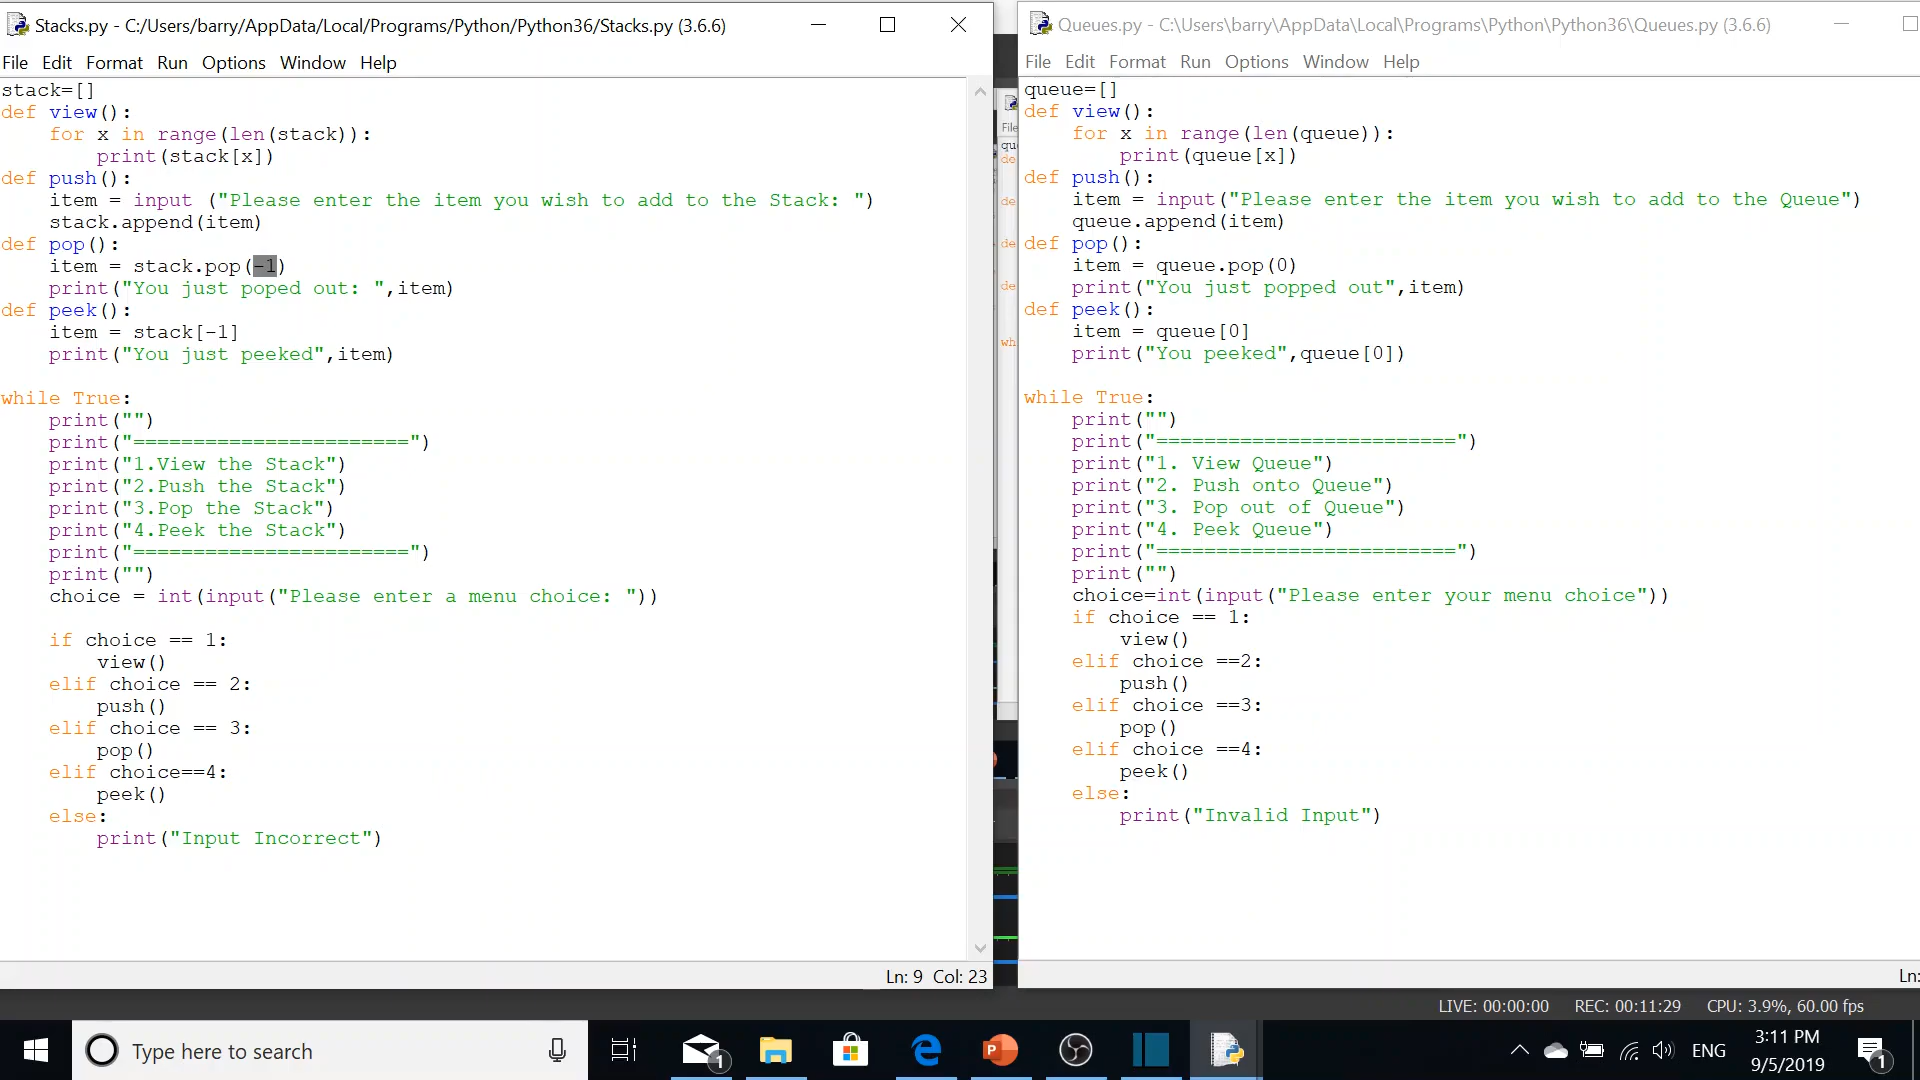 Stacks.py - C:/Users/barry/AppData/Local/Programs/Python/Python36/Stacks.py (3.6.6)
File Edit Format Run Options Window Help
stack=[]
def view():
    for x in range(len(stack)):
        print(stack[x])
def push():
    item = input ("Please enter the item you wish to add to the Stack: ")
    stack.append(item)
def pop():
    item = stack.pop(-1)
    print("You just poped out: ",item)
def peek():
    item = stack[-1]
    print("You just peeked",item)
while True:
    print("")
    print("=======================")
    print("1.View the Stack")
    print("2.Push the Stack")
    print("3.Pop the Stack")
    print("4.Peek the Stack")
    print("=======================")
    print("")
    choice = int(input("Please enter a menu choice: "))
    if choice == 1:
        view()
    elif choice == 2:
        push()
    elif choice == 3:
        pop()
    elif choice==4:
        peek()
    else:
        print("Input Incorrect")
Ln: 9 Col: 23
File
que
de
de
de
de
wh
Queues.py - C:\Users\barry\AppData\Local\Programs\Python\Python36\Queues.py (3.6.6)
File Edit Format Run Options Window Help
queue=[]
def view():
    for x in range(len(queue)):
        print(queue[x])
def push():
    item = input("Please enter the item you wish to add to the Queue")
    queue.append(item)
def pop():
    item = queue.pop(0)
    print("You just popped out",item)
def peek():
    item = queue[0]
    print("You peeked",queue[0])
while True:
    print("")
    print("=========================")
    print("1. View Queue")
    print("2. Push onto Queue")
    print("3. Pop out of Queue")
    print("4. Peek Queue")
    print("=========================")
    print("")
    choice=int(input("Please enter your menu choice"))
    if choice == 1:
        view()
    elif choice ==2:
        push()
    elif choice ==3:
        pop()
    elif choice ==4:
        peek()
    else:
        print("Invalid Input")
Ln:
LIVE: 00:00:00 REC: 00:11:29 CPU: 3.9%, 60.00 fps
Type here to search
1
P
ENG
3:11 PM
9/5/2019
1